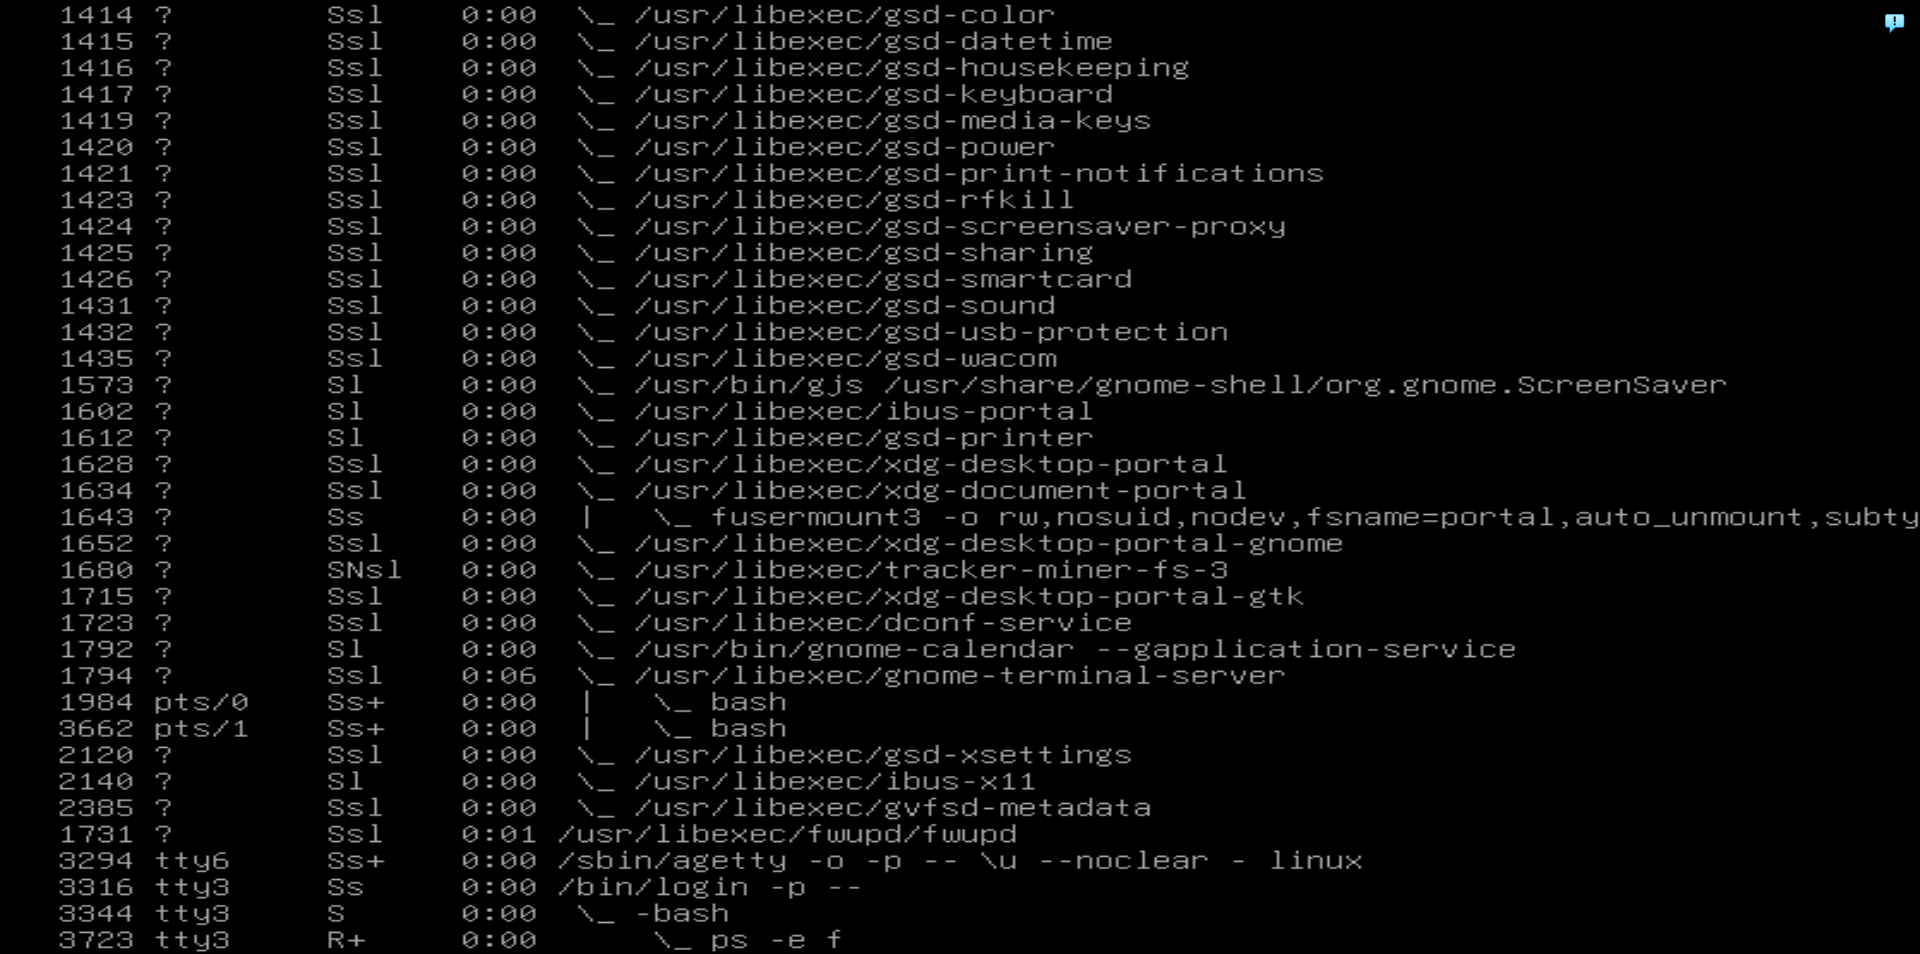 1414 ?        Ssl    0:00  \_ /usr/libexec/gsd-color
1415 ?        Ssl    0:00  \_ /usr/libexec/gsd-datetime
1416 ?        Ssl    0:00  \_ /usr/libexec/gsd-housekeeping
1417 ?        Ssl    0:00  \_ /usr/libexec/gsd-keyboard
1419 ?        Ssl    0:00  \_ /usr/libexec/gsd-media-keys
1420 ?        Ssl    0:00  \_ /usr/libexec/gsd-power
1421 ?        Ssl    0:00  \_ /usr/libexec/gsd-print-notifications
1423 ?        Ssl    0:00  \_ /usr/libexec/gsd-rfkill
1424 ?        Ssl    0:00  \_ /usr/libexec/gsd-screensaver-proxy
1425 ?        Ssl    0:00  \_ /usr/libexec/gsd-sharing
1426 ?        Ssl    0:00  \_ /usr/libexec/gsd-smartcard
1431 ?        Ssl    0:00  \_ /usr/libexec/gsd-sound
1432 ?        Ssl    0:00  \_ /usr/libexec/gsd-usb-protection
1435 ?        Ssl    0:00  \_ /usr/libexec/gsd-wacom
1573 ?        Sl     0:00  \_ /usr/bin/gjs /usr/share/gnome-shell/org.gnome.ScreenSaver
1602 ?        Sl     0:00  \_ /usr/libexec/ibus-portal
1612 ?        Sl     0:00  \_ /usr/libexec/gsd-printer
1628 ?        Ssl    0:00  \_ /usr/libexec/xdg-desktop-portal
1634 ?        Ssl    0:00  \_ /usr/libexec/xdg-document-portal
1643 ?        Ss     0:00  |   \_ fusermount3 -o rw,nosuid,nodev,fsname=portal,auto_unmount,subty
1652 ?        Ssl    0:00  \_ /usr/libexec/xdg-desktop-portal-gnome
1680 ?        SNsl   0:00  \_ /usr/libexec/tracker-miner-fs-3
1715 ?        Ssl    0:00  \_ /usr/libexec/xdg-desktop-portal-gtk
1723 ?        Ssl    0:00  \_ /usr/libexec/dconf-service
1792 ?        Sl     0:00  \_ /usr/bin/gnome-calendar --gapplication-service
1794 ?        Ssl    0:06  \_ /usr/libexec/gnome-terminal-server
1984 pts/0    Ss+    0:00  |   \_ bash
3662 pts/1    Ss+    0:00  |   \_ bash
2120 ?        Ssl    0:00  \_ /usr/libexec/gsd-xsettings
2140 ?        Sl     0:00  \_ /usr/libexec/ibus-x11
2385 ?        Ssl    0:00  \_ /usr/libexec/gvfsd-metadata
1731 ?        Ssl    0:01 /usr/libexec/fwupd/fwupd
3294 tty6     Ss+    0:00 /sbin/agetty -o -p -- \u --noclear - linux
3316 tty3     Ss     0:00 /bin/login -p --
3344 tty3     S      0:00  \_ -bash
3723 tty3     R+     0:00      \_ ps -e f